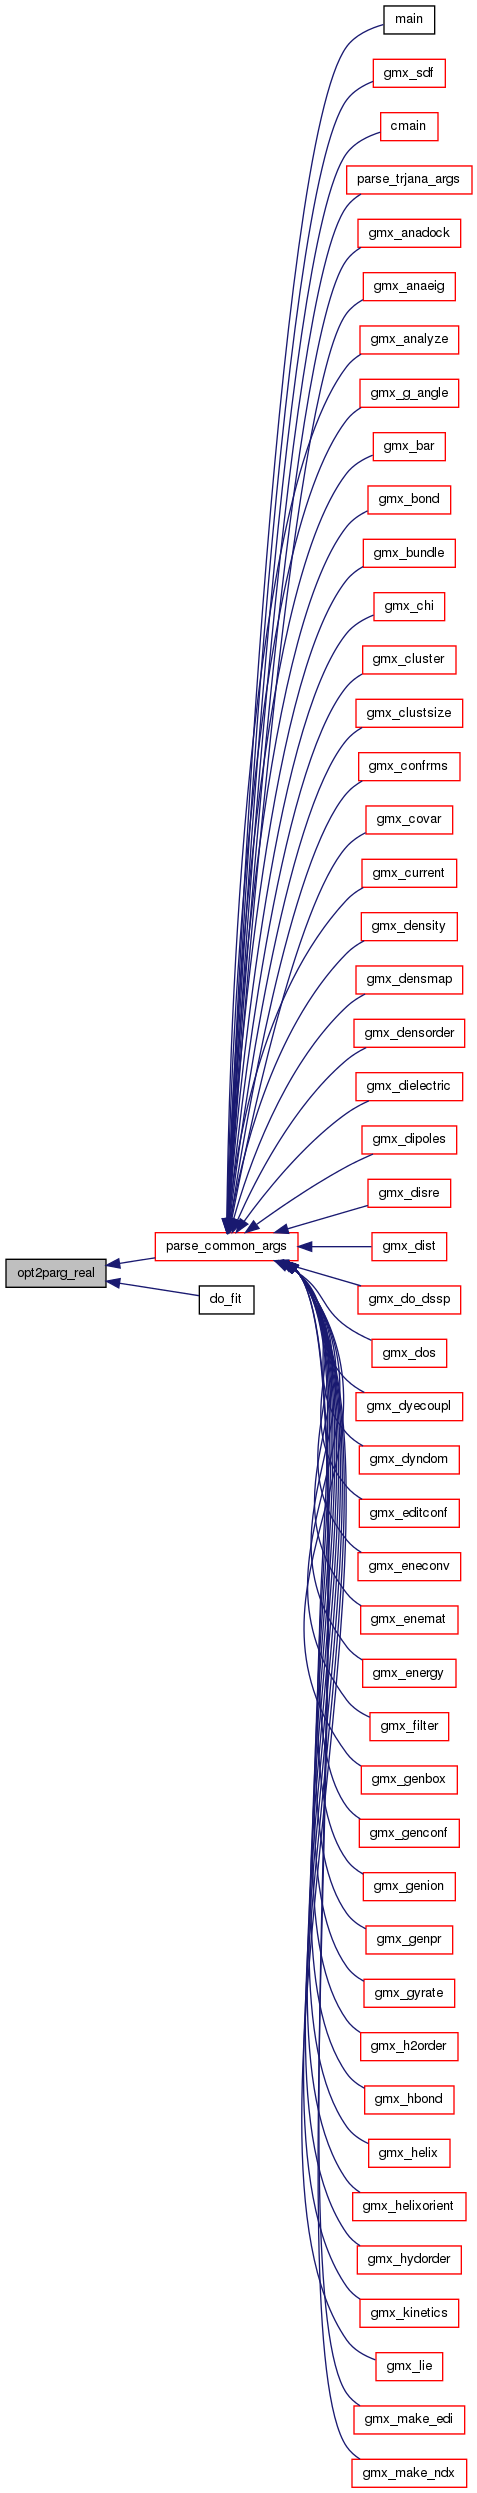 main
gmx_sdf
cmain
parse_trjana_args
gmx_anadock
gmx_anaeig
gmx_analyze
gmx_g_angle
gmx_bar
gmx_bond
gmx_bundle
gmx_chi
gmx_cluster
gmx_clustsize
gmx_confrms
gmx_covar
gmx_current
gmx_density
gmx_densmap
gmx_densorder
gmx_dielectric
gmx_dipoles
gmx_disre
parse_common_args
gmx_dist
opt2parg_real
do_fit
gmx_do_dssp
gmx_dos
gmx_dyecoupl
gmx_dyndom
gmx_editconf
gmx_eneconv
gmx_enemat
gmx_energy
gmx_filter
gmx_genbox
gmx_genconf
gmx_genion
gmx_genpr
gmx_gyrate
gmx_h2order
gmx_hbond
gmx_helix
gmx_helixorient
gmx_hydorder
gmx_kinetics
gmx_lie
gmx_make_edi
gmx_make_ndx